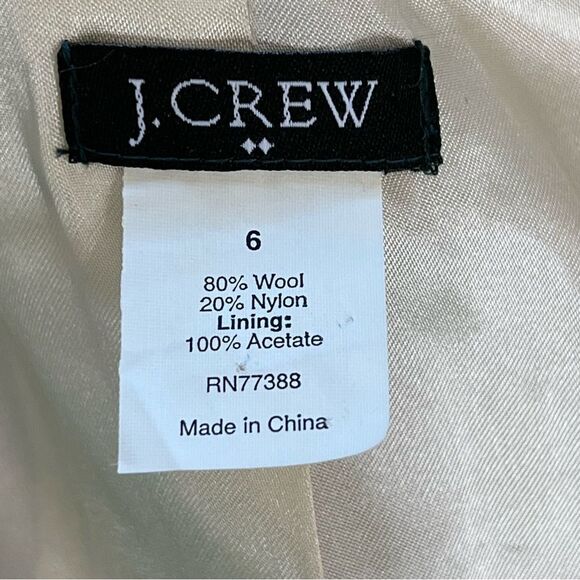 J.CREW
6
80% Wool
20% Nylon
Lining:
100% Acetate
RN77388
Made in China